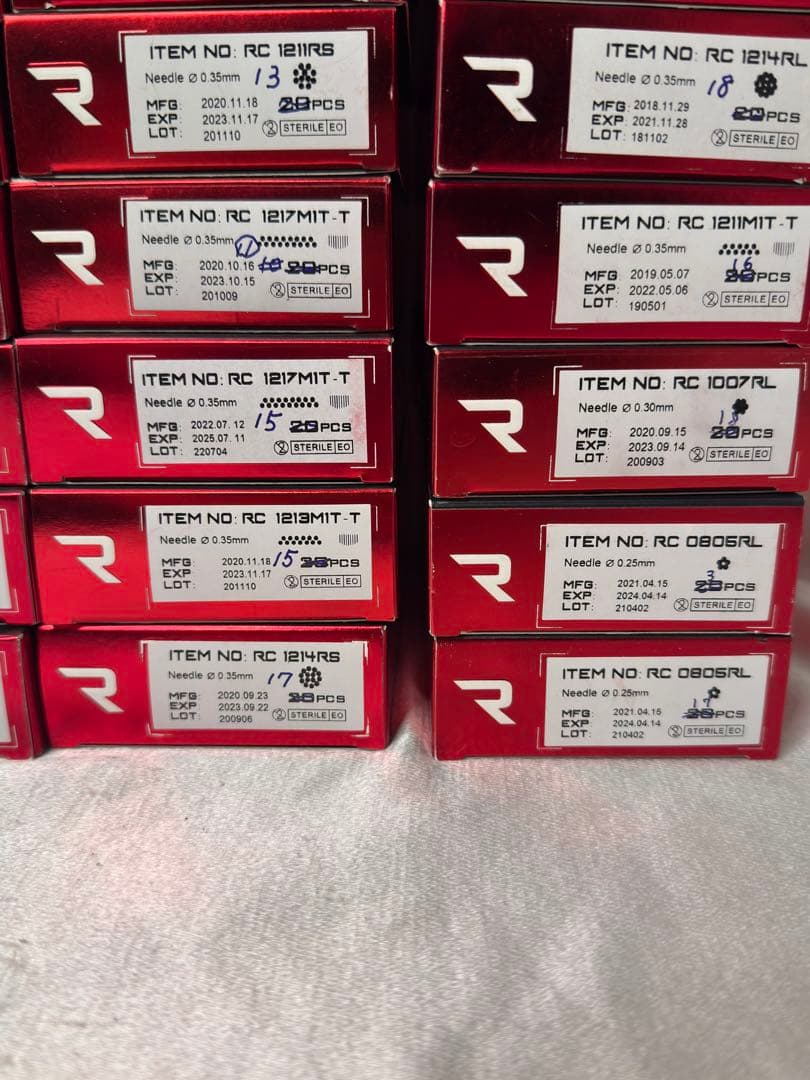 R
ITEM NO: RC 1211RS
Needle Ø 0.35mm 13
MFG: 2020.11.18 20PCS
EXP: 2023.11.17
LOT: 201110 STERILE EO
R
ITEM NO: RC 1217M1T-T
Needle Ø 0.35mm 11
MFG: 2020.10.16 20PCS
EXP: 2023.10.15
LOT: 201009 STERILE EO
R
ITEM NO: RC 1217M1T-T
Needle Ø 0.35mm
MFG: 2022.07.12 15 20PCS
EXP: 2025.07.11
LOT: 220704 STERILE EO
R
ITEM NO: RC 1213M1T-T
Needle Ø 0.35mm
MFG: 2020.11.18 15 PCS
EXP 2023.11.17
LOT: 201110 STERILE EO
R
ITEM NO: RC 1214RS
Needle Ø 0.35mm 17
MFG: 2020.09.23 20PCS
EXP: 2023.09.22
LOT: 200906 STERILE EO
R
ITEM NO: RC 1214RL
Needle Ø 0.35mm 18
MFG: 2018.11.29 20PCS
EXP: 2021.11.28
LOT: 181102 STERILE EO
R
ITEM NO: RC 1211M1T-T
Needle Ø 0.35mm
16
MFG 2019.05.07 PCS
EXP: 2022.05.06
LOT: 190501 STERILE EO
R
ITEM NO: RC 1007RL
Needle Ø 0.30mm
18
MFG: 2020.09.15 20PCS
EXP: 2023.09.14
LOT: 200903 STERILE EO
R
ITEM NO: RC 0805RL
Needle Ø 0.25mm
3
MFG: 2021.04.15 PCS
EXP: 2024.04.14
LOT: 210402 STERILE EO
R
ITEM NO: RC 0805RL
Needle Ø 0.25mm
17
MFG: 2021.04.15 PCS
EXP: 2024.04.14
LOT: 210402 STERILE EO